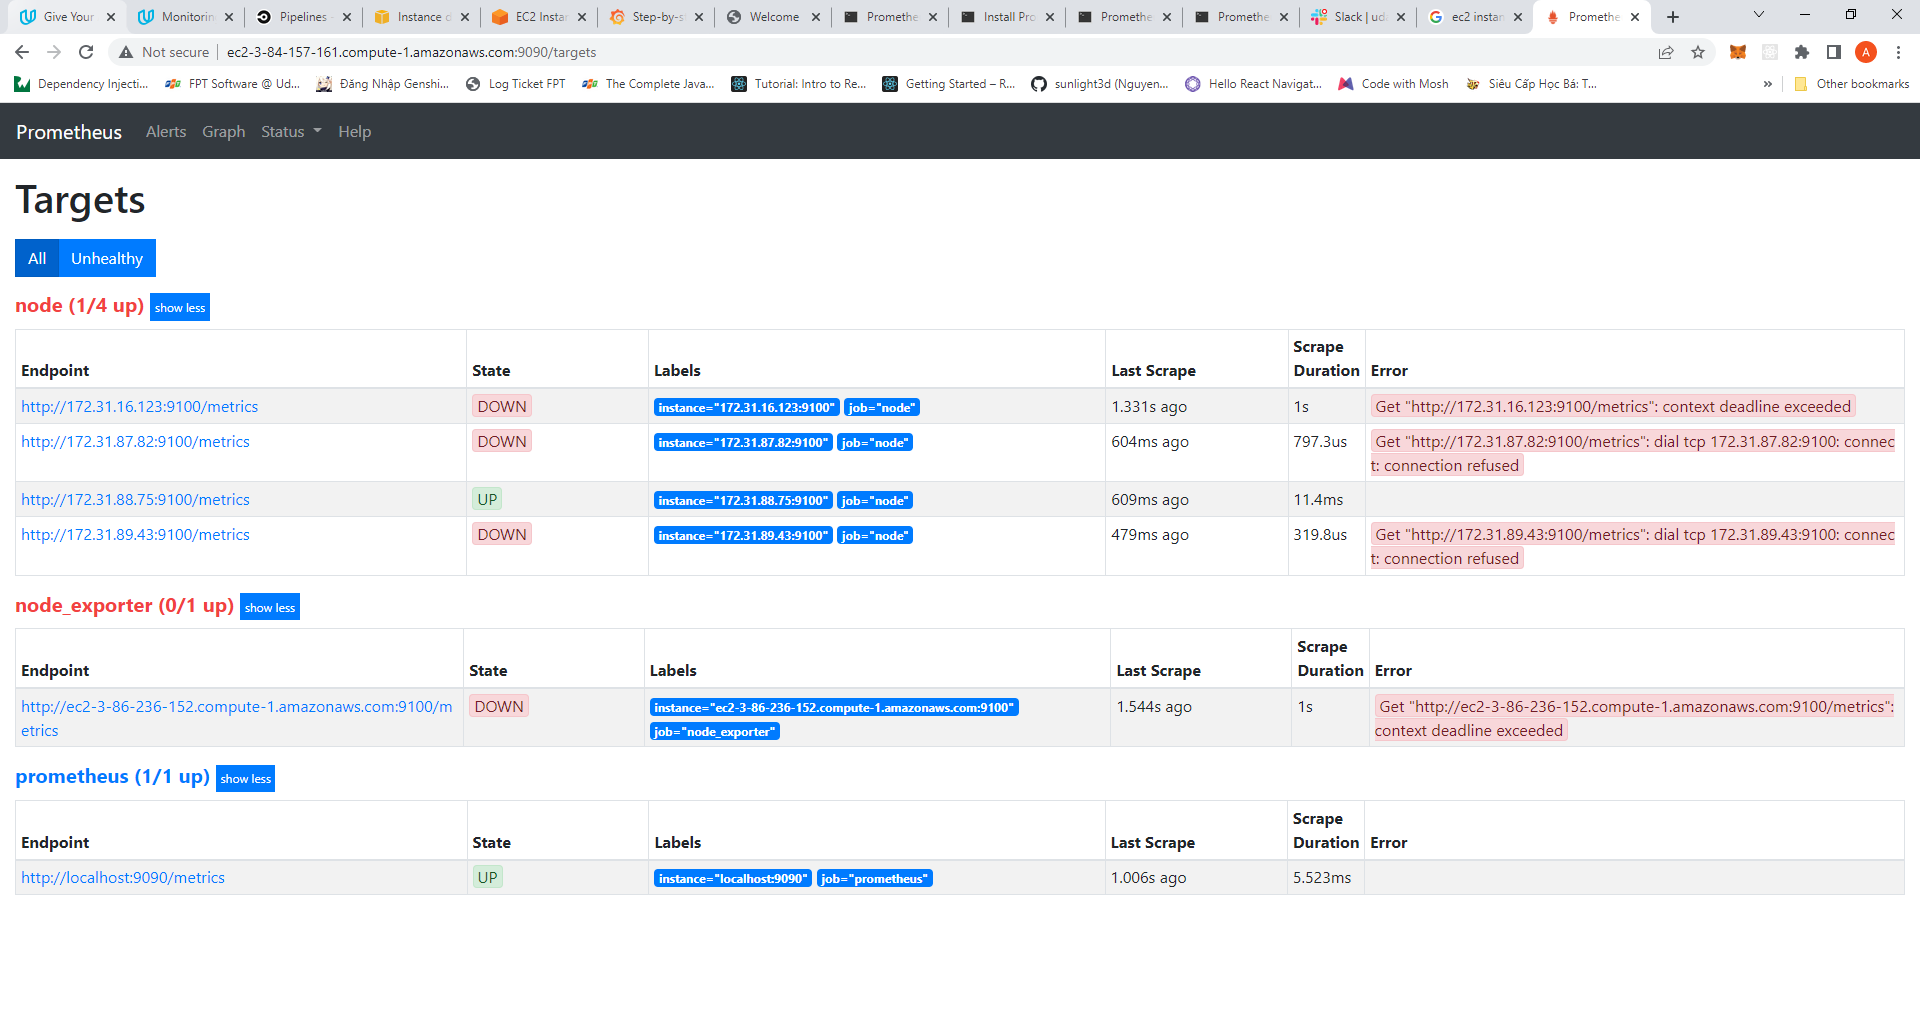 Give Your
Monitorin
Pipelines -
Instance d
EC2 Instan
Step-by-s
Welcome
Promethe
Install Pro
Promethe
Promethe
Slack | ud
ec2 instan
Promethe
Not secure
ec2-3-84-157-161.compute-1.amazonaws.com:9090/targets
A
Dependency Injecti...
FPT Software @ Ud...
Đăng Nhập Genshi...
Log Ticket FPT
The Complete Java...
Tutorial: Intro to Re...
Getting Started – R...
sunlight3d (Nguyen...
Hello React Navigat...
Code with Mosh
Siêu Cấp Học Bá: T...
»
Other bookmarks
Prometheus Alerts Graph Status Help
Targets
All Unhealthy
node (1/4 up) show less
Endpoint State Labels Last Scrape Scrape Duration Error
http://172.31.16.123:9100/metrics DOWN instance="172.31.16.123:9100" job="node" 1.331s ago 1s Get "http://172.31.16.123:9100/metrics": context deadline exceeded
http://172.31.87.82:9100/metrics DOWN instance="172.31.87.82:9100" job="node" 604ms ago 797.3us Get "http://172.31.87.82:9100/metrics": dial tcp 172.31.87.82:9100: connec
t: connection refused
http://172.31.88.75:9100/metrics UP instance="172.31.88.75:9100" job="node" 609ms ago 11.4ms
http://172.31.89.43:9100/metrics DOWN instance="172.31.89.43:9100" job="node" 479ms ago 319.8us Get "http://172.31.89.43:9100/metrics": dial tcp 172.31.89.43:9100: connec
t: connection refused
node_exporter (0/1 up) show less
Endpoint State Labels Last Scrape Scrape Duration Error
http://ec2-3-86-236-152.compute-1.amazonaws.com:9100/m DOWN instance="ec2-3-86-236-152.compute-1.amazonaws.com:9100" 1.544s ago 1s Get "http://ec2-3-86-236-152.compute-1.amazonaws.com:9100/metrics":
etrics job="node_exporter" context deadline exceeded
prometheus (1/1 up) show less
Endpoint State Labels Last Scrape Scrape Duration Error
http://localhost:9090/metrics UP instance="localhost:9090" job="prometheus" 1.006s ago 5.523ms